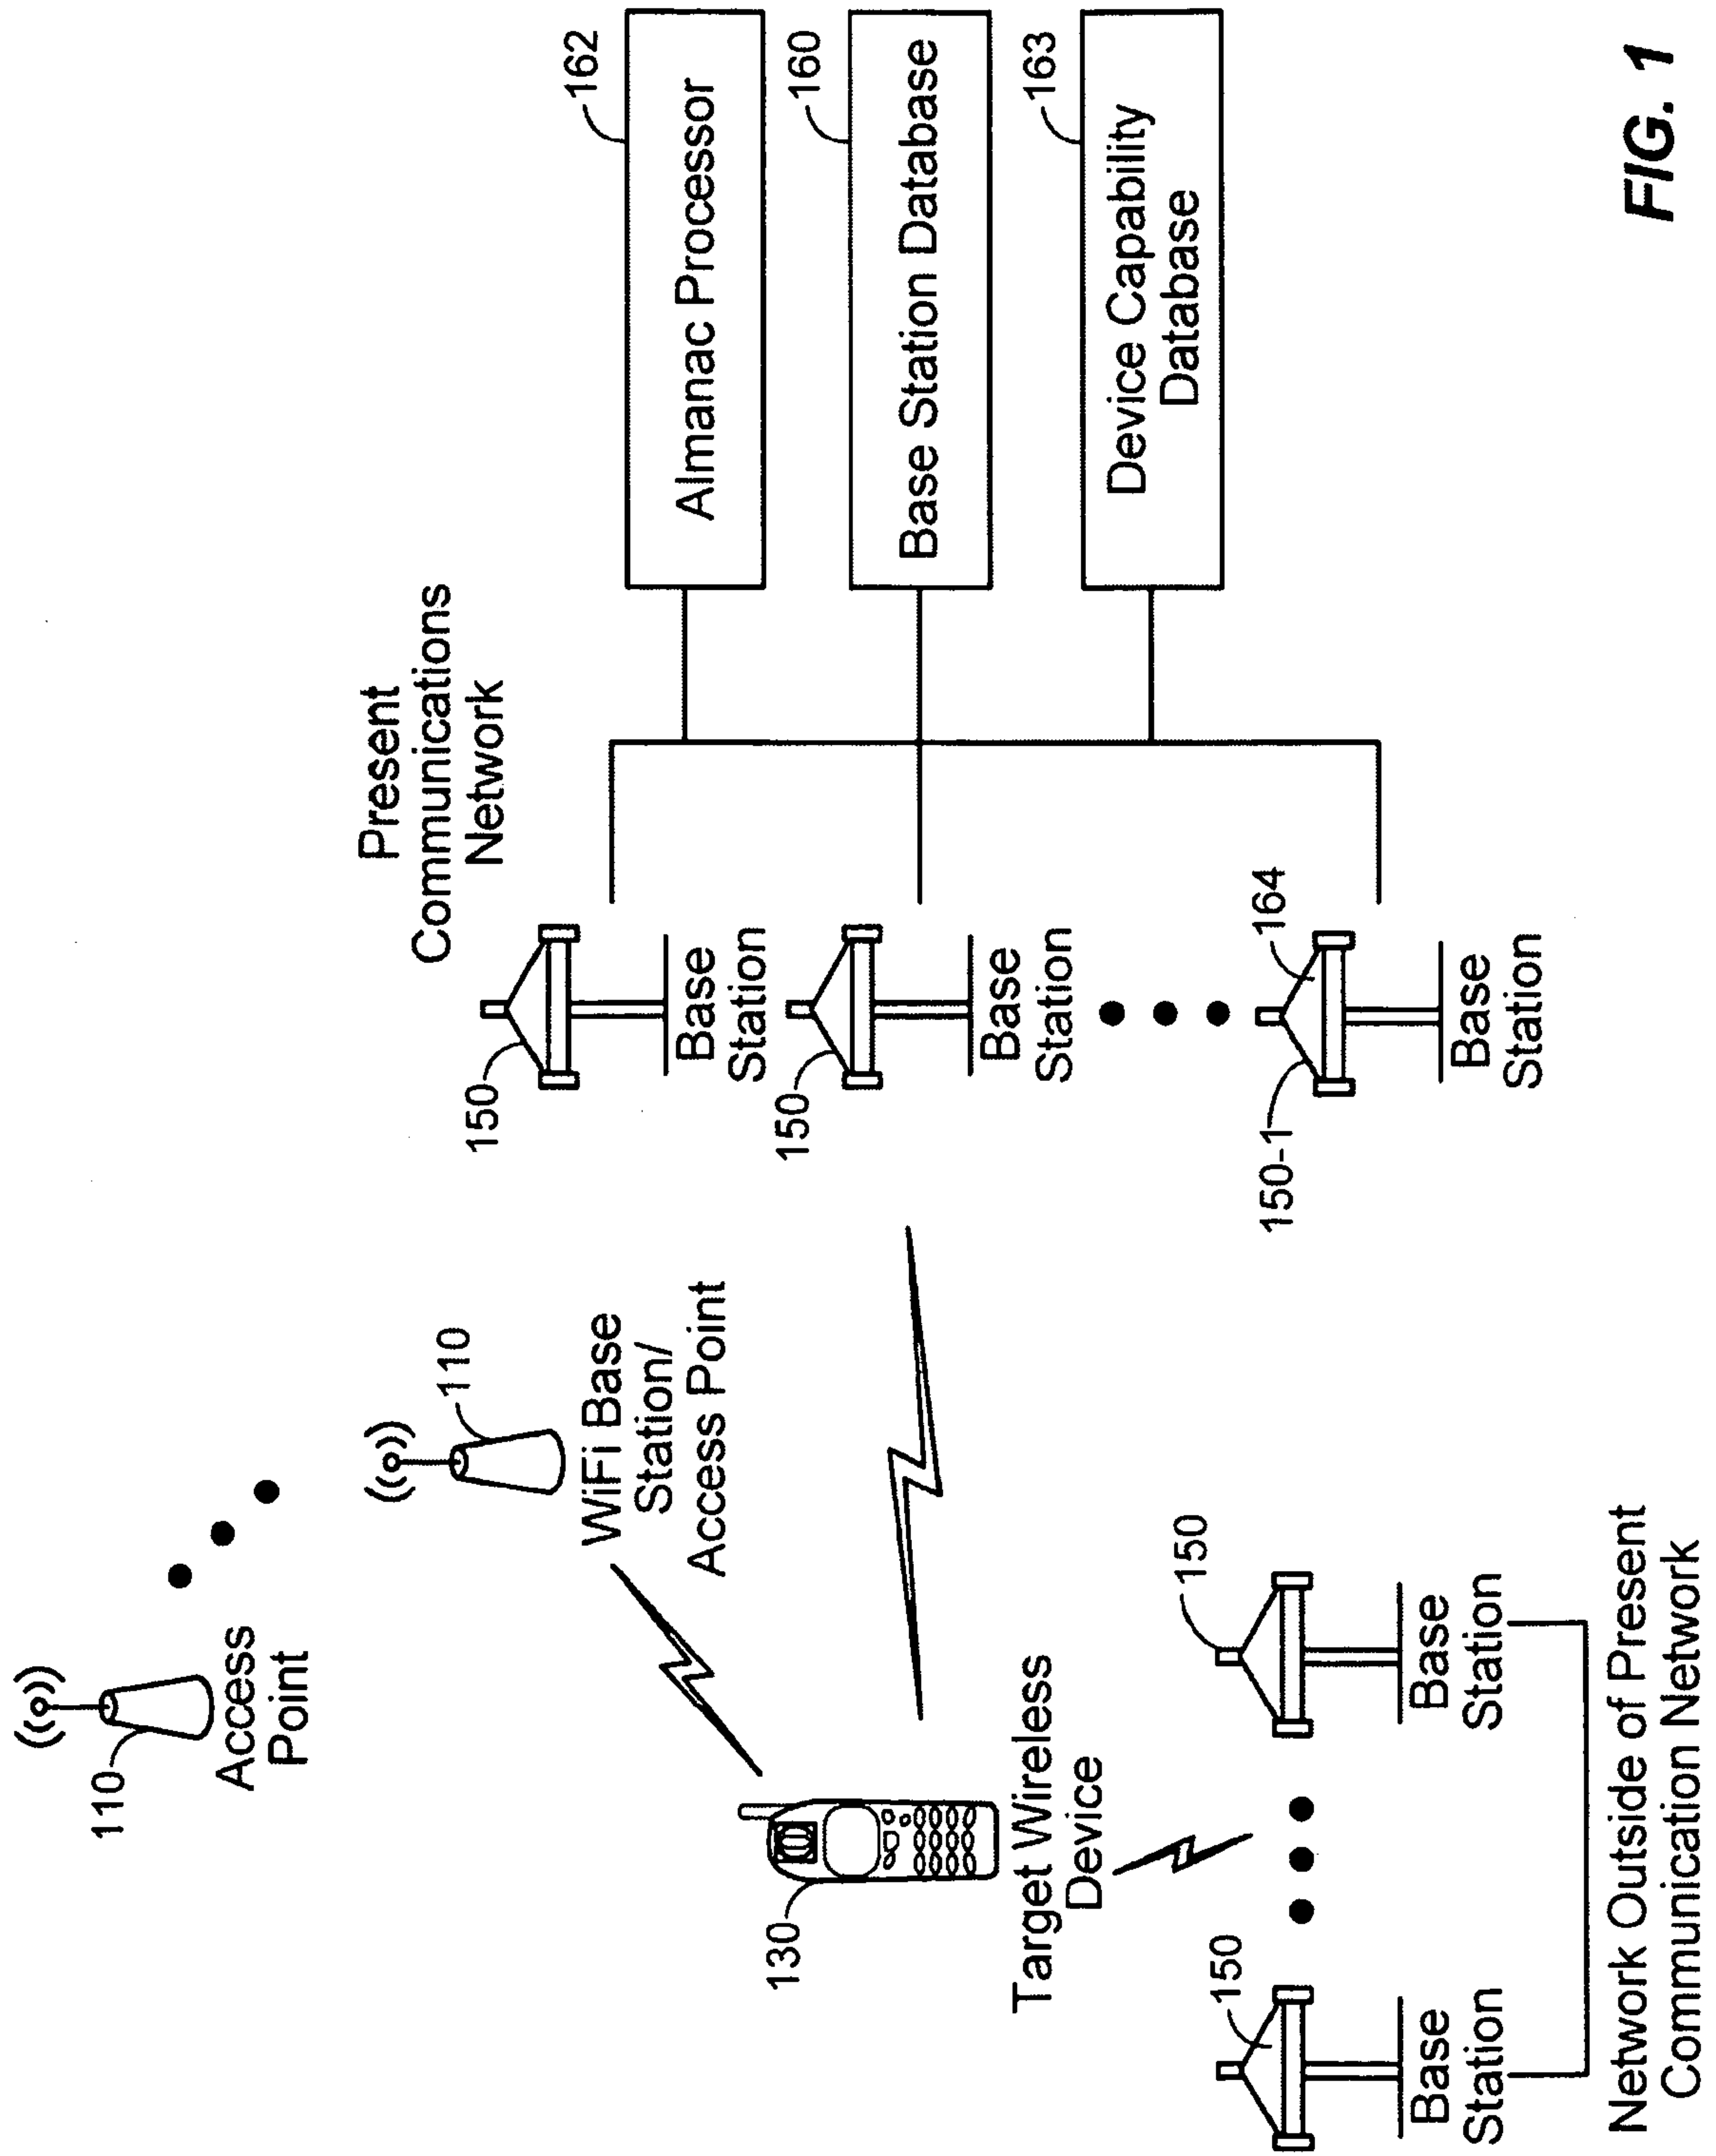 110
Access
Point
110
WiFi Base
Station/
Access Point
Present
Communications
Network
150
Base
Station
150
Base
Station
150-1
164
Base
Station
162
Almanac Processor
160
Base Station Database
163
Device Capability
Database
130
Target Wireless
Device
150
Base
Station
150
Base
Station
Network Outside of Present
Communication Network
FIG. 1